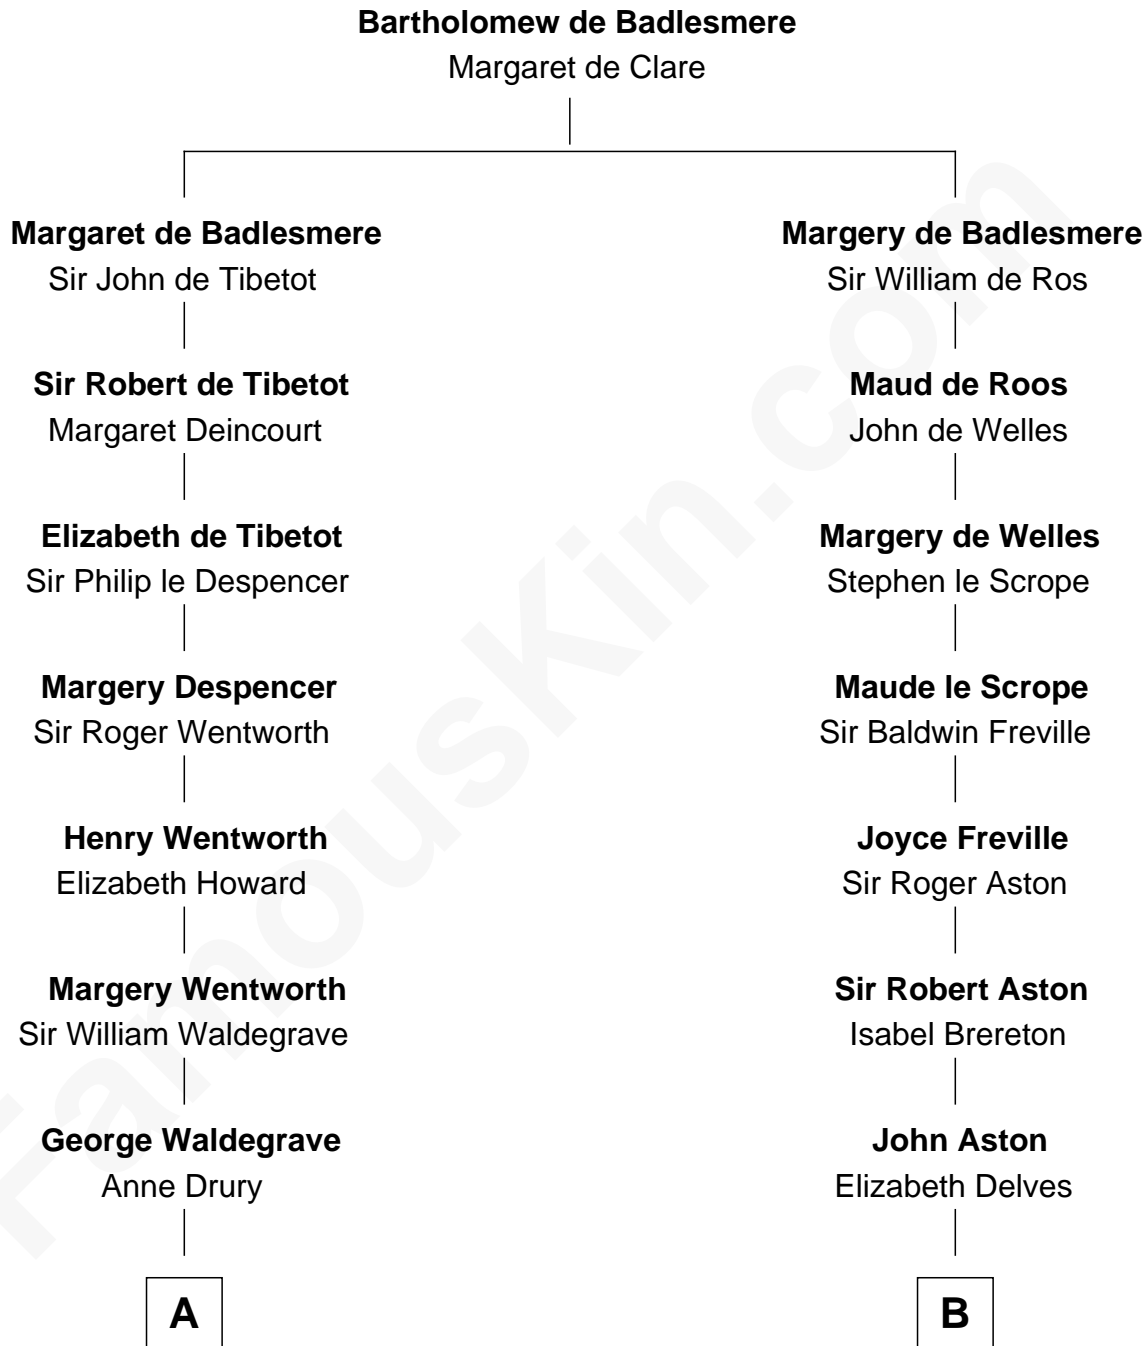 Bartholomew de Badlesmere
Margaret de Clare
Margaret de Badlesmere
Sir John de Tibetot
Margery de Badlesmere
Sir William de Ros
Sir Robert de Tibetot
Margaret Deincourt
Maud de Roos
John de Welles
Elizabeth de Tibetot
Sir Philip le Despencer
Margery de Welles
Stephen le Scrope
Margery Despencer
Sir Roger Wentworth
Maude le Scrope
Sir Baldwin Freville
Henry Wentworth
Elizabeth Howard
Joyce Freville
Sir Roger Aston
Margery Wentworth
Sir William Waldegrave
Sir Robert Aston
Isabel Brereton
George Waldegrave
Anne Drury
John Aston
Elizabeth Delves
A
B
FamousKin.com